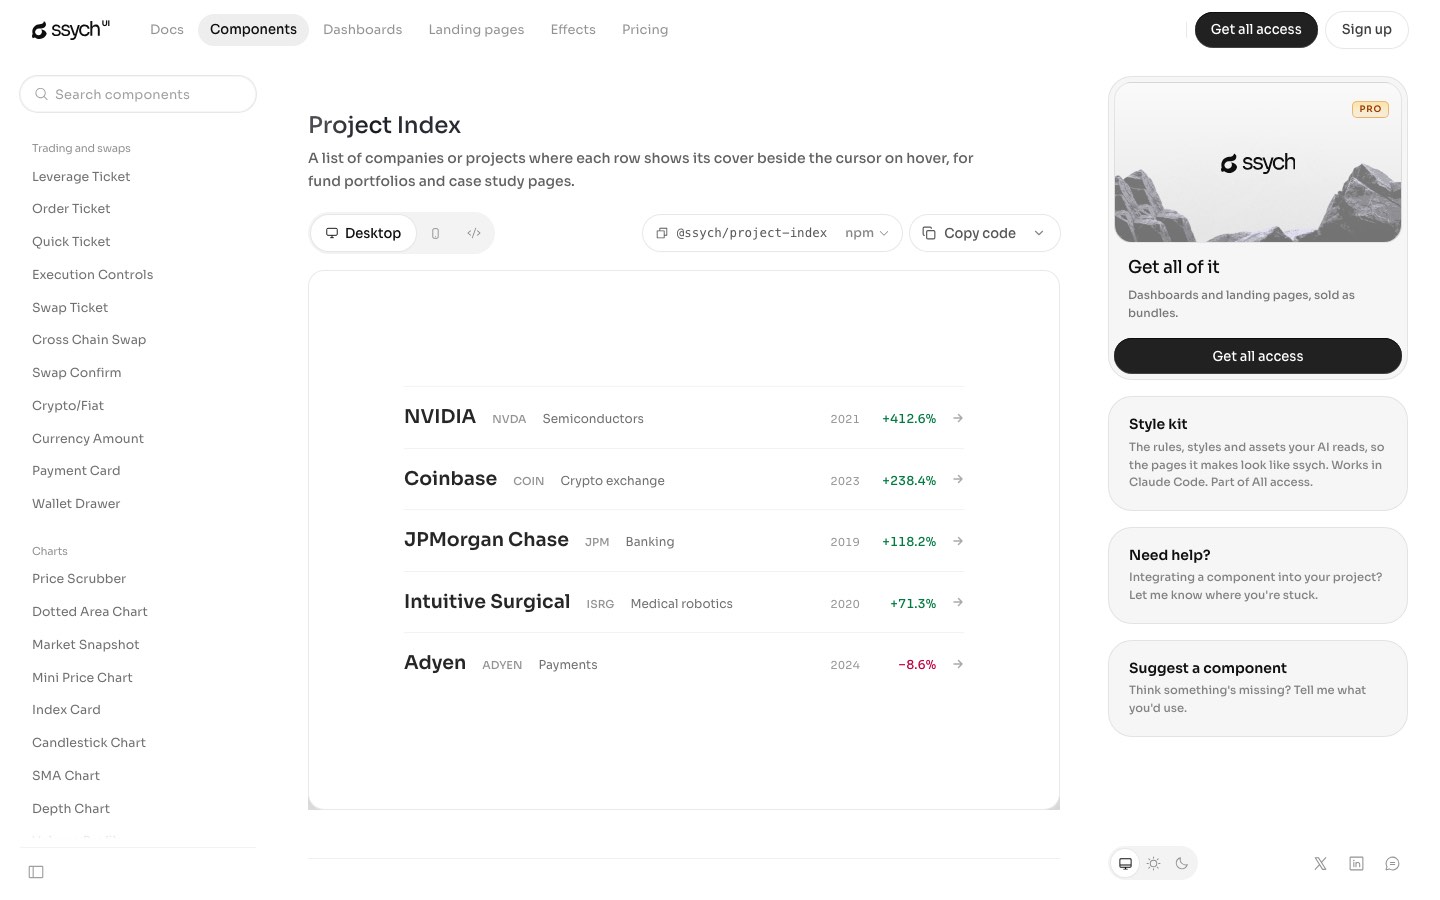 ssych UI
Docs
Components
Dashboards
Landing pages
Effects
Pricing
Get all access
Sign up
Search components
Trading and swaps
Leverage Ticket
Order Ticket
Quick Ticket
Execution Controls
Swap Ticket
Cross Chain Swap
Swap Confirm
Crypto/Fiat
Currency Amount
Payment Card
Wallet Drawer
Charts
Price Scrubber
Dotted Area Chart
Market Snapshot
Mini Price Chart
Index Card
Candlestick Chart
SMA Chart
Depth Chart
Project Index
A list of companies or projects where each row shows its cover beside the cursor on hover, for
fund portfolios and case study pages.
Desktop
</>
@ssych/project-index npm
Copy code
NVIDIA NVDA Semiconductors 2021 +412.6% →
Coinbase COIN Crypto exchange 2023 +238.4% →
JPMorgan Chase JPM Banking 2019 +118.2% →
Intuitive Surgical ISRG Medical robotics 2020 +71.3% →
Adyen ADYEN Payments 2024 −8.6% →
PRO
ssych
Get all of it
Dashboards and landing pages, sold as
bundles.
Get all access
Style kit
The rules, styles and assets your AI reads, so
the pages it makes look like ssych. Works in
Claude Code. Part of All access.
Need help?
Integrating a component into your project?
Let me know where you're stuck.
Suggest a component
Think something's missing? Tell me what
you'd use.